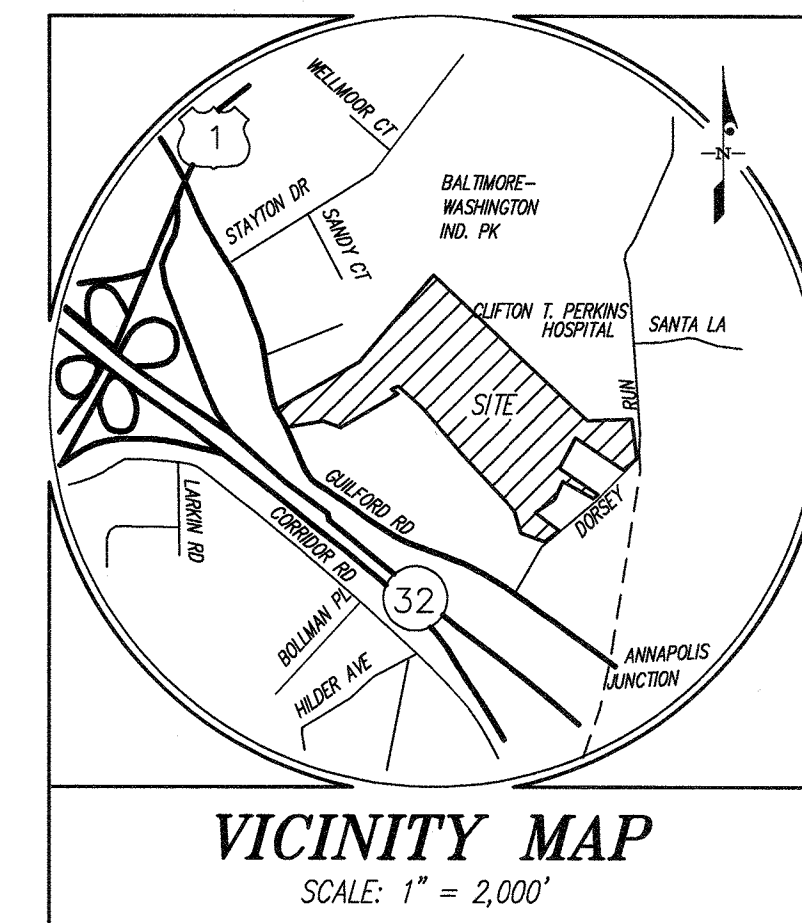 WELLMOOR CT
1
STAYTON DR
SANDY CT
BALTIMORE-
WASHINGTON
IND. PK
N
CLIFTON T. PERKINS
HOSPITAL
SANTA LA
SITE
DORSEY RUN
GUILFORD RD
LARKIN RD
CORRIDOR RD
32
BOLLMAN PL
HILDER AVE
ANNAPOLIS
JUNCTION
VICINITY MAP
SCALE: 1" = 2,000'